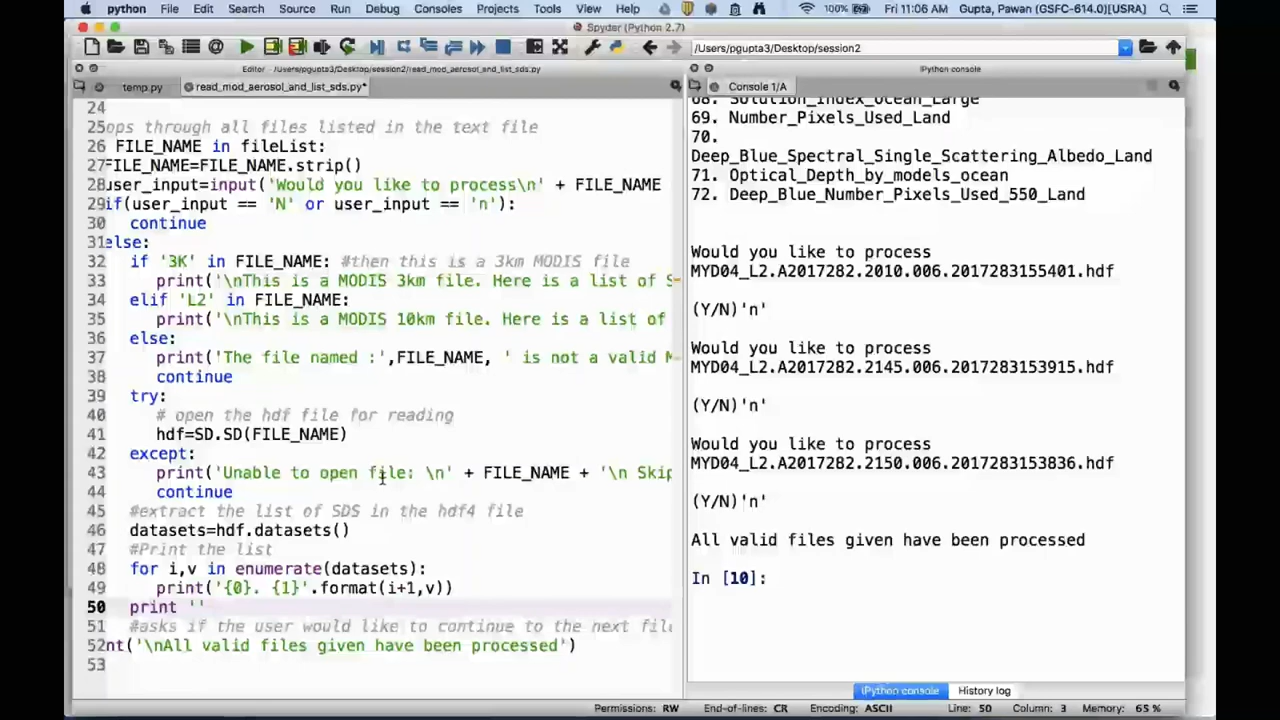 python File Edit Search Source Run Debug Consoles Projects Tools View Help 100% Fri 11:06 AM Gupta, Pawan (GSFC-614.0)[USRA]
Spyder (Python 2.7)
/Users/pgupta3/Desktop/session2
Editor - /Users/pgupta3/Desktop/session2/read_mod_aerosol_and_list_sds.py
temp.py read_mod_aerosol_and_list_sds.py*
24
25 ops through all files listed in the text file
26 FILE_NAME in fileList:
27 FILE_NAME=FILE_NAME.strip()
28 user_input=input('Would you like to process\n' + FILE_NAME
29 if(user_input == 'N' or user_input == 'n'):
30 continue
31 else:
32 if '3K' in FILE_NAME: #then this is a 3km MODIS file
33 print('\nThis is a MODIS 3km file. Here is a list of S
34 elif 'L2' in FILE_NAME:
35 print('\nThis is a MODIS 10km file. Here is a list of
36 else:
37 print('The file named :',FILE_NAME, ' is not a valid M
38 continue
39 try:
40 # open the hdf file for reading
41 hdf=SD.SD(FILE_NAME)
42 except:
43 print('Unable to open file: \n' + FILE_NAME + '\n Skip
44 continue
45 #extract the list of SDS in the hdf4 file
46 datasets=hdf.datasets()
47 #Print the list
48 for i,v in enumerate(datasets):
49 print('{0}. {1}'.format(i+1,v))
50 print ''
51 #asks if the user would like to continue to the next file
52 nt('\nAll valid files given have been processed')
53
IPython console
Console 1/A
68. Solution_Index_Ocean_Large
69. Number_Pixels_Used_Land
70.
Deep_Blue_Spectral_Single_Scattering_Albedo_Land
71. Optical_Depth_by_models_ocean
72. Deep_Blue_Number_Pixels_Used_550_Land
Would you like to process
MYD04_L2.A2017282.2010.006.2017283155401.hdf
(Y/N)'n'
Would you like to process
MYD04_L2.A2017282.2145.006.2017283153915.hdf
(Y/N)'n'
Would you like to process
MYD04_L2.A2017282.2150.006.2017283153836.hdf
(Y/N)'n'
All valid files given have been processed
In [10]:
IPython console History log
Permissions: RW End-of-lines: CR Encoding: ASCII Line: 50 Column: 3 Memory: 65 %